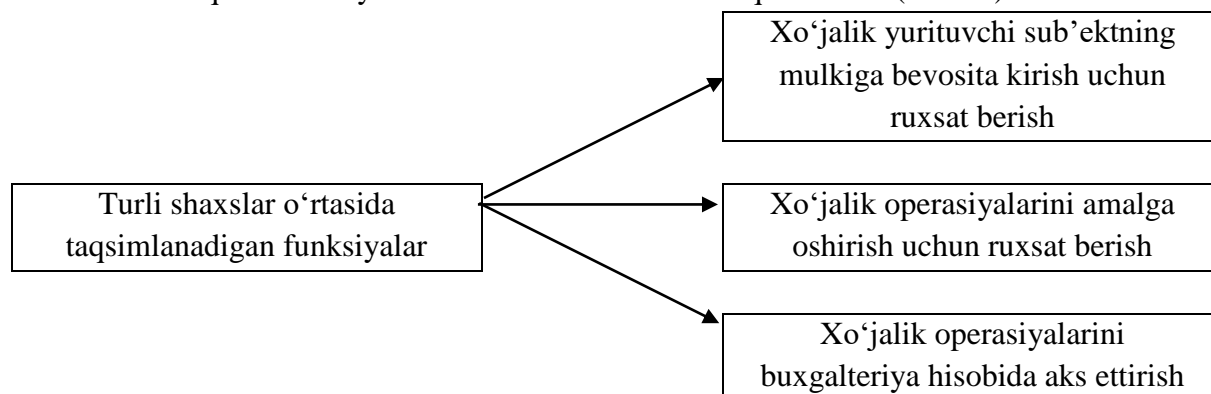 Xo‘jalik yurituvchi sub’ektning
mulkiga bevosita kirish uchun
ruxsat berish
Turli shaxslar o‘rtasida
taqsimlanadigan funksiyalar
Xo‘jalik operasiyalarini amalga
oshirish uchun ruxsat berish
Xo‘jalik operasiyalarini
buxgalteriya hisobida aks ettirish